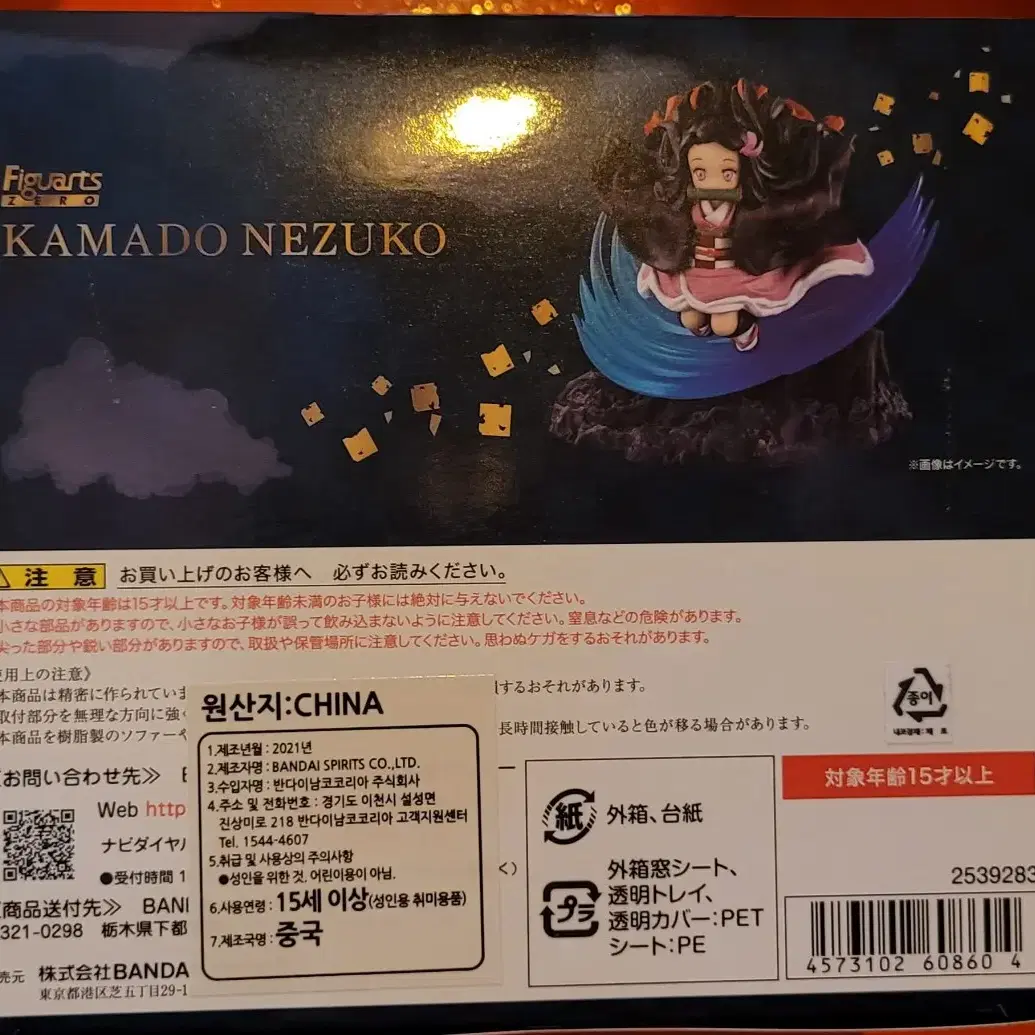 Figuarts
ZERO
KAMADO NEZUKO
※画像はイメージです。
注意 お買い上げのお客様へ 必ずお読みください。
本商品の対象年齢は15才以上です。対象年齢未満のお子様には絶対に与えないでください。
小さな部品がありますので、小さなお子様が誤って飲み込まないように注意してください。窒息などの危険があります。
尖った部分や鋭い部分がありますので、取扱や保管場所に注意してください。思わぬケガをするおそれがあります。
使用上の注意》
本商品は精密に作られていま
するおそれがあります。
取付部分を無理な方向に強く
長時間接触していると色が移る場合があります。
本商品を樹脂製のソファーや
お問い合わせ先≫
Web http
ナビダイヤル
●受付時間 1
商品送付先≫ BANI
321-0298 栃木県下都
売元 株式会社BANDA
東京都港区芝五丁目29-1
원산지:CHINA
1.제조년월 : 2021년
2.제조자명 : BANDAI SPIRITS CO.,LTD.
3.수입자명 : 반다이남코코리아 주식회사
4.주소 및 전화번호 : 경기도 이천시 설성면
진상미로 218 반다이남코코리아 고객지원센터
Tel. 1544-4607
5.취급 및 사용상의 주의사항
●성인을 위한 것. 어린이용이 아님.
6.사용연령 : 15세 이상(성인용 취미용품)
7.제조국명 : 중국
紙 外箱、台紙
プラ 外箱窓シート、
透明トレイ、
透明カバー:PET
シート:PE
종이
対象年齢15才以上
2539283
4573102 60860 4